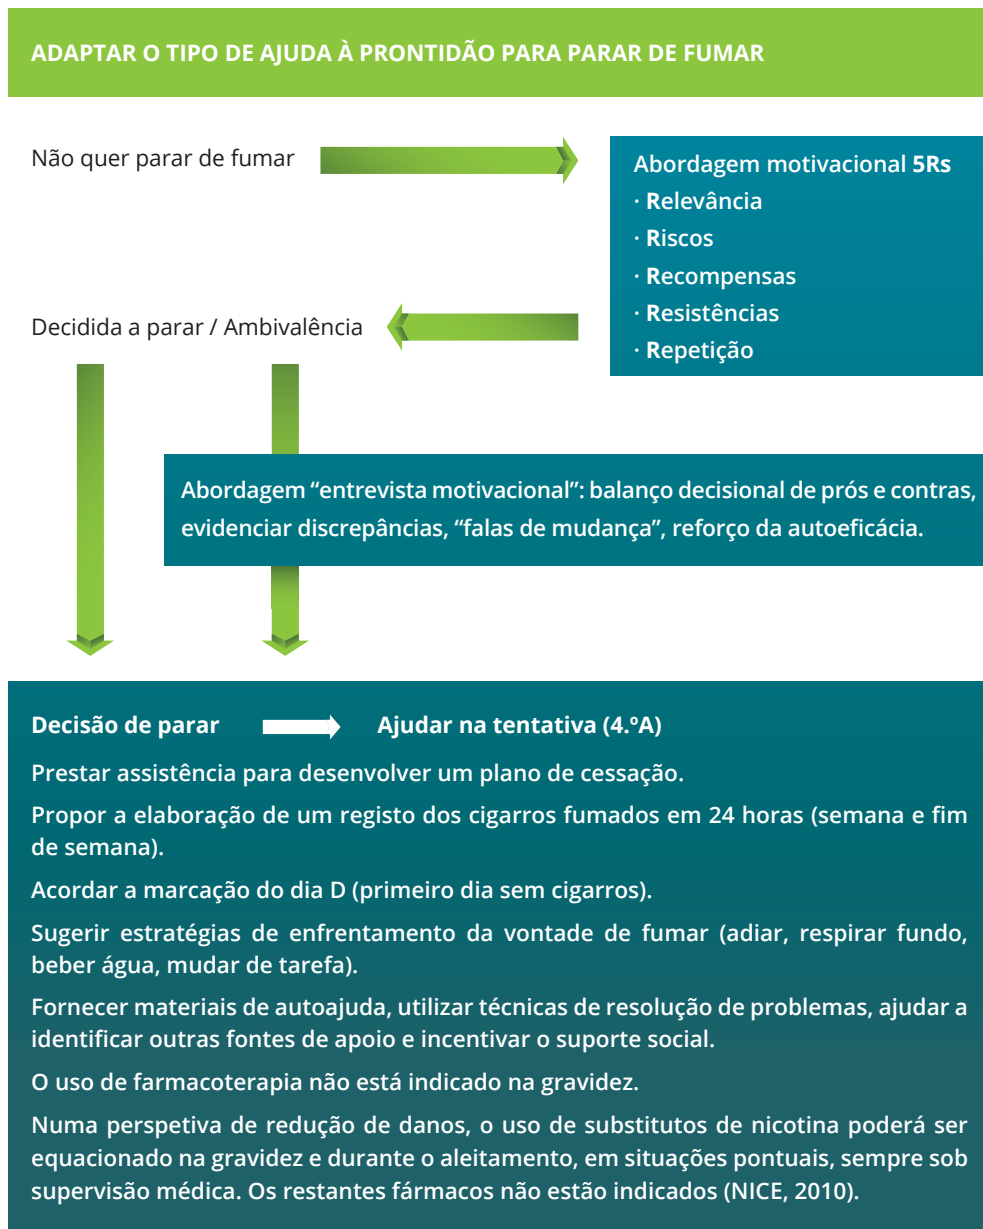 ADAPTAR O TIPO DE AJUDA À PRONTIDÃO PARA PARAR DE FUMAR
Não quer parar de fumar
Abordagem motivacional 5Rs
· Relevância
· Riscos
· Recompensas
· Resistências
· Repetição
Decidida a parar / Ambivalência
Abordagem “entrevista motivacional”: balanço decisional de prós e contras,
evidenciar discrepâncias, “falas de mudança”, reforço da autoeficácia.
Decisão de parar Ajudar na tentativa (4.ºA)
Prestar assistência para desenvolver um plano de cessação.
Propor a elaboração de um registo dos cigarros fumados em 24 horas (semana e fim
de semana).
Acordar a marcação do dia D (primeiro dia sem cigarros).
Sugerir estratégias de enfrentamento da vontade de fumar (adiar, respirar fundo,
beber água, mudar de tarefa).
Fornecer materiais de autoajuda, utilizar técnicas de resolução de problemas, ajudar a
identificar outras fontes de apoio e incentivar o suporte social.
O uso de farmacoterapia não está indicado na gravidez.
Numa perspetiva de redução de danos, o uso de substitutos de nicotina poderá ser
equacionado na gravidez e durante o aleitamento, em situações pontuais, sempre sob
supervisão médica. Os restantes fármacos não estão indicados (NICE, 2010).